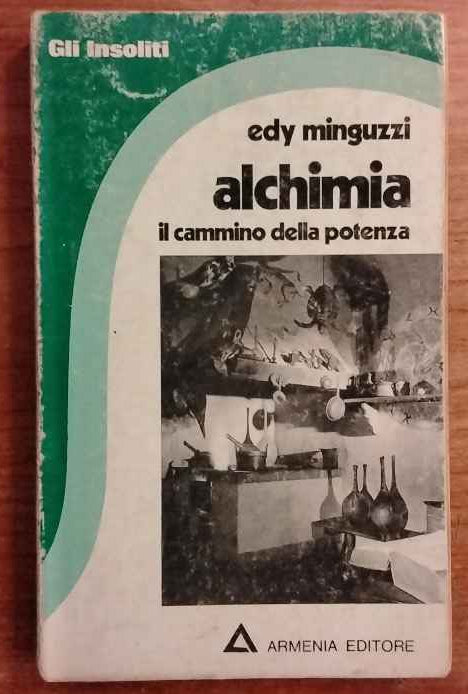 Gli Insoliti
edy minguzzi
alchimia
il cammino della potenza
ARMENIA EDITORE